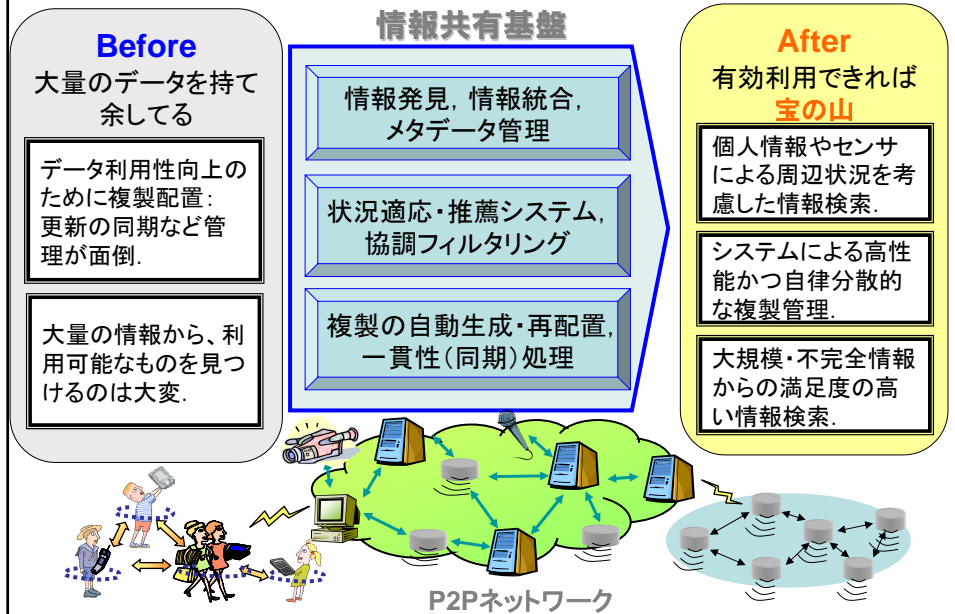 情報共有基盤
Before
大量のデータを持て
余してる
データ利用性向上の
ために複製配置：
更新の同期など管
理が面倒.
大量の情報から、利
用可能なものを見つ
けるのは大変.
情報発見，情報統合，
メタデータ管理
状況適応・推薦システム，
協調フィルタリング
複製の自動生成・再配置，
一貫性（同期）処理
After
有効利用できれば
宝の山
個人情報やセンサ
による周辺状況を考
慮した情報検索.
システムによる高性
能かつ自律分散的
な複製管理.
大規模・不完全情報
からの満足度の高
い情報検索.
P2Pネットワーク